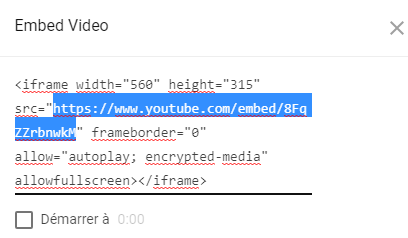 Embed Video
<iframe width="560" height="315"
src="https://www.youtube.com/embed/8Fq
ZZrbnwkM" frameborder="0"
allow="autoplay; encrypted-media"
allowfullscreen></iframe>
Démarrer à 0:00